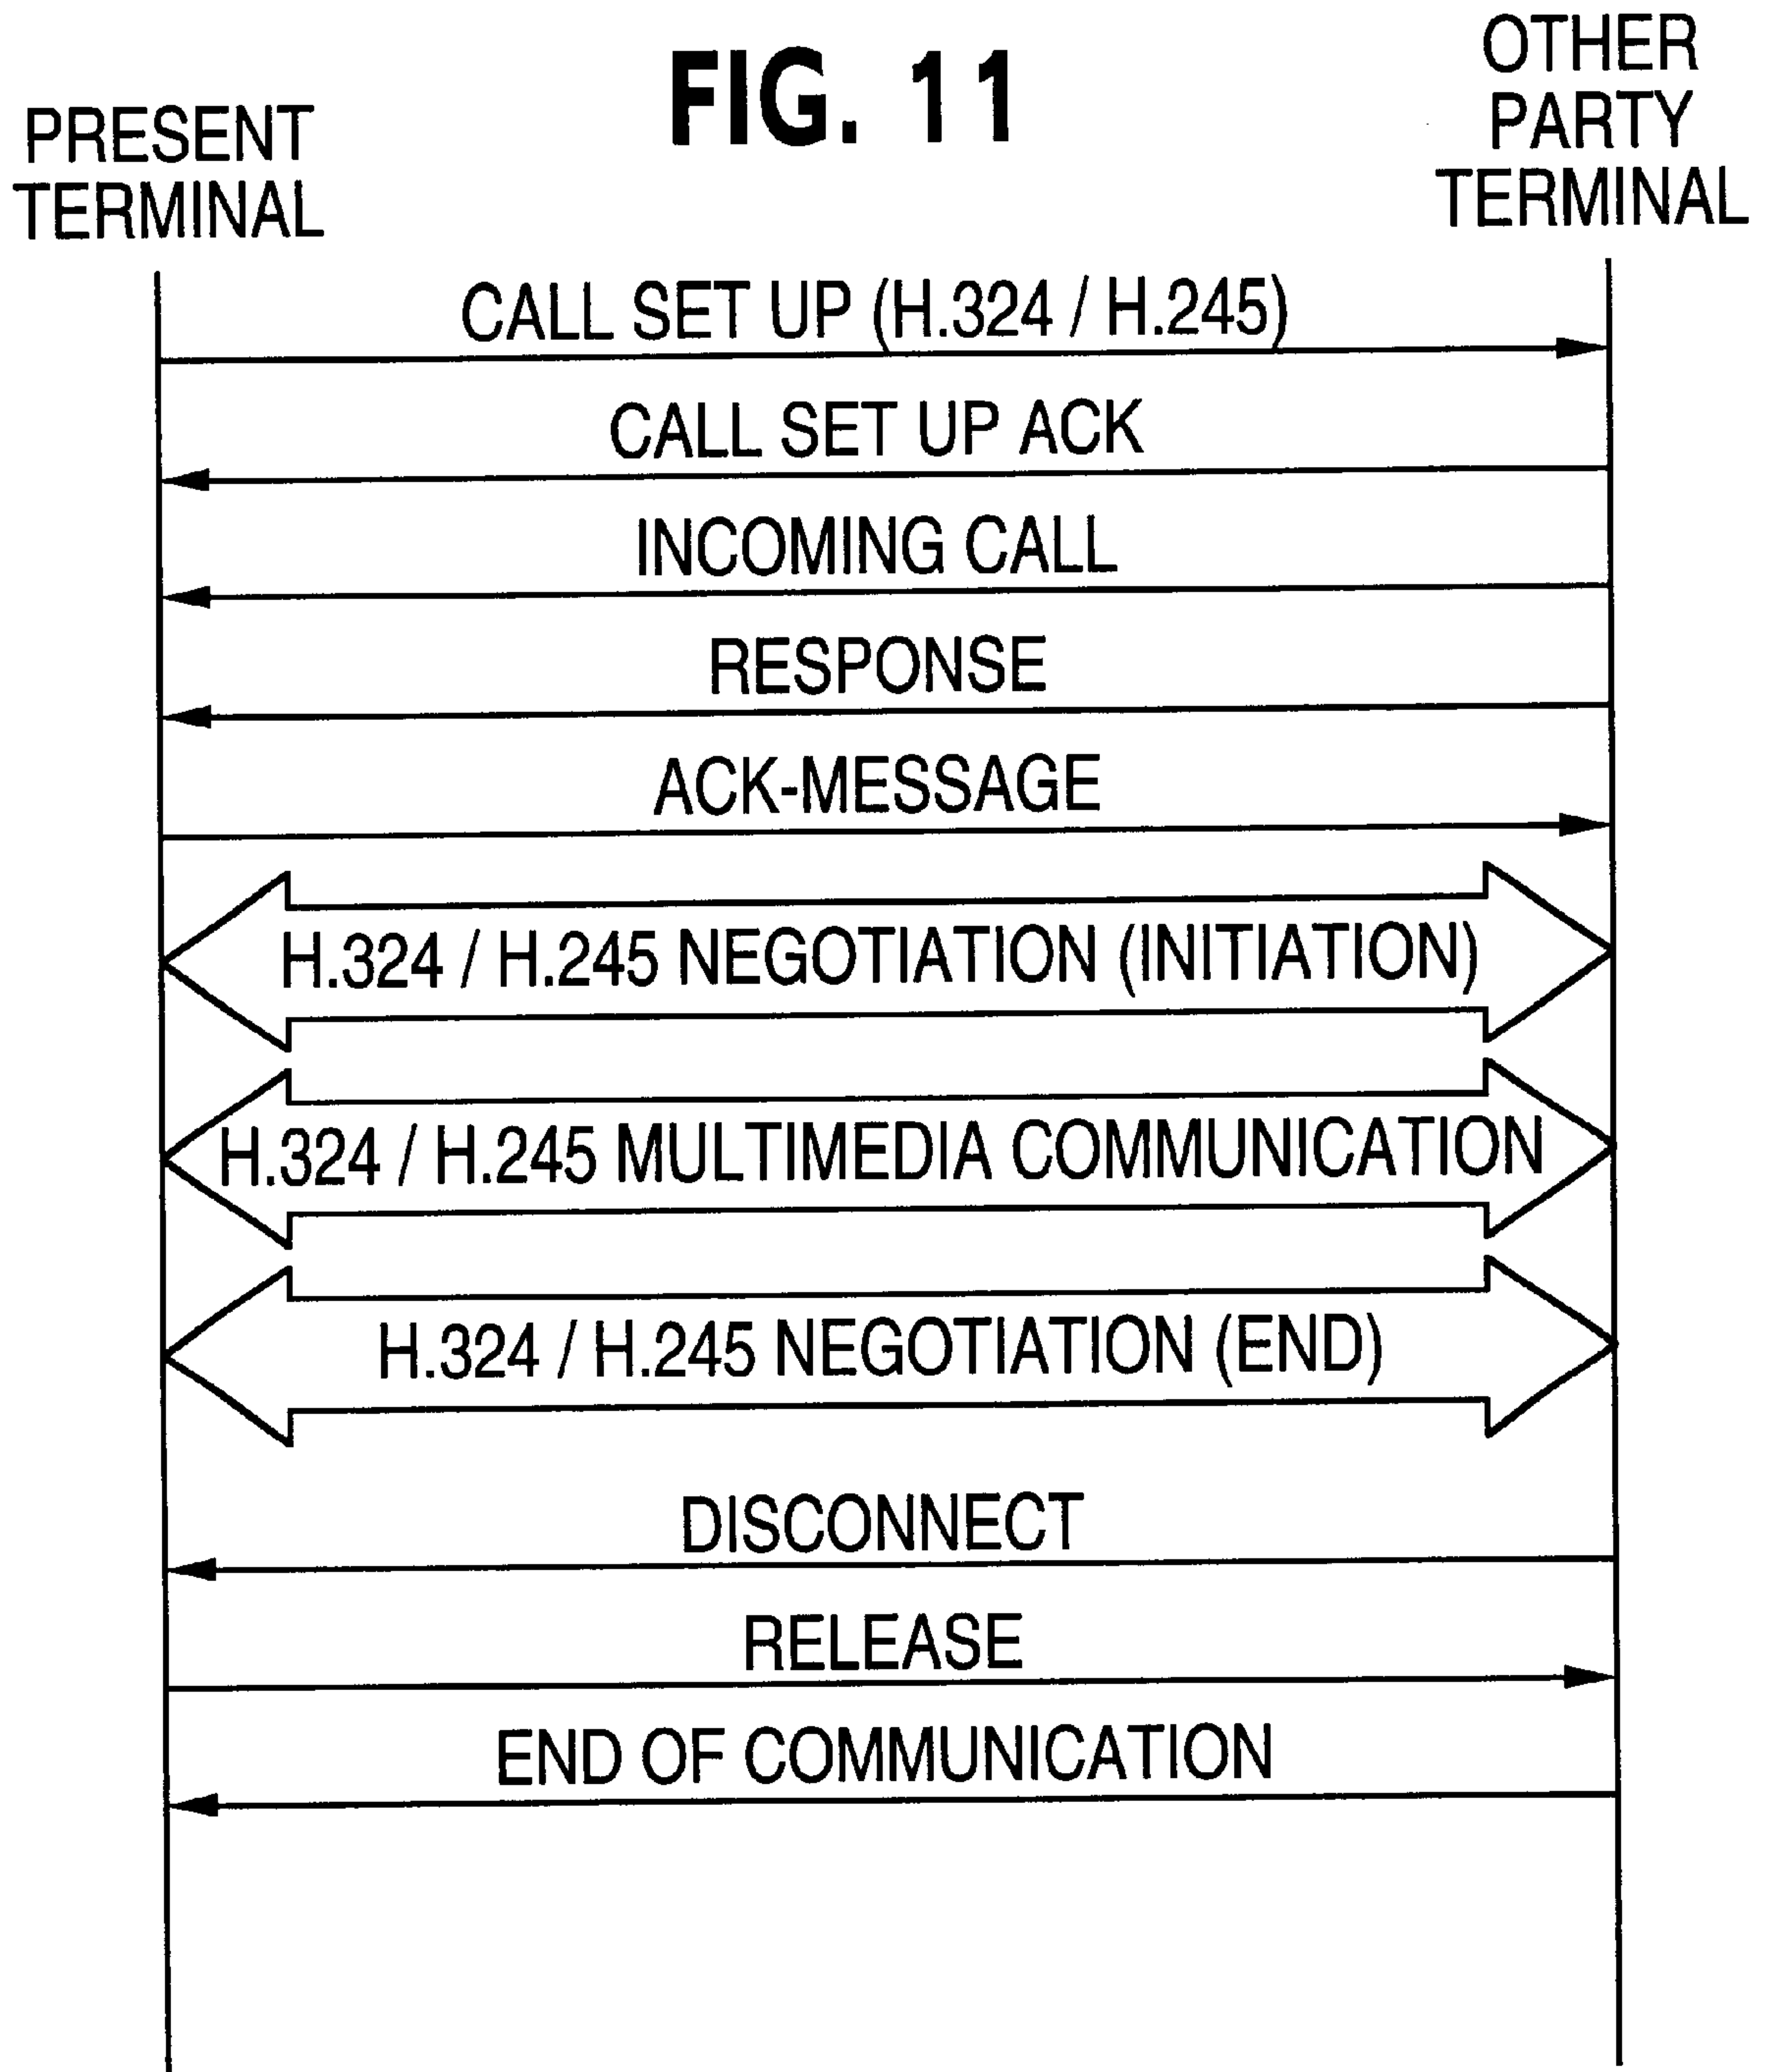 FIG. 11
PRESENT
TERMINAL
OTHER
PARTY
TERMINAL
CALL SET UP (H.324 / H.245)
CALL SET UP ACK
INCOMING CALL
RESPONSE
ACK-MESSAGE
H.324 / H.245 NEGOTIATION (INITIATION)
H.324 / H.245 MULTIMEDIA COMMUNICATION
H.324 / H.245 NEGOTIATION (END)
DISCONNECT
RELEASE
END OF COMMUNICATION